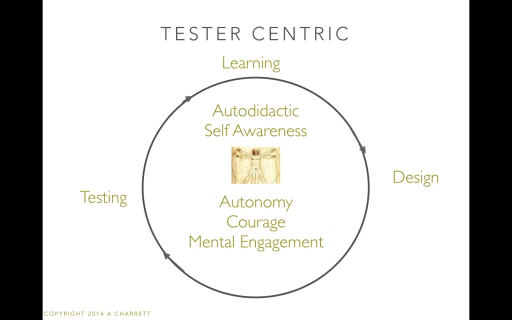 TESTER CENTRIC
Learning
Autodidactic
Self Awareness
Design
Testing
Autonomy
Courage
Mental Engagement
COPYRIGHT 2014 A CHARRETT